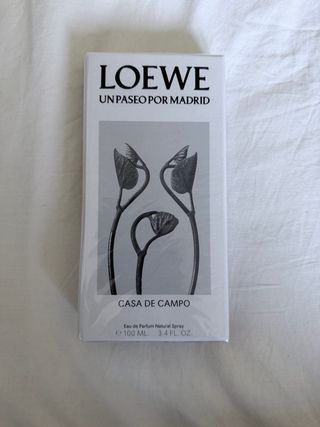 LOEWE
UN PASEO POR MADRID
CASA DE CAMPO
Eau de Parfum Natural Spray
℮ 100 ML. 3.4 FL. OZ.